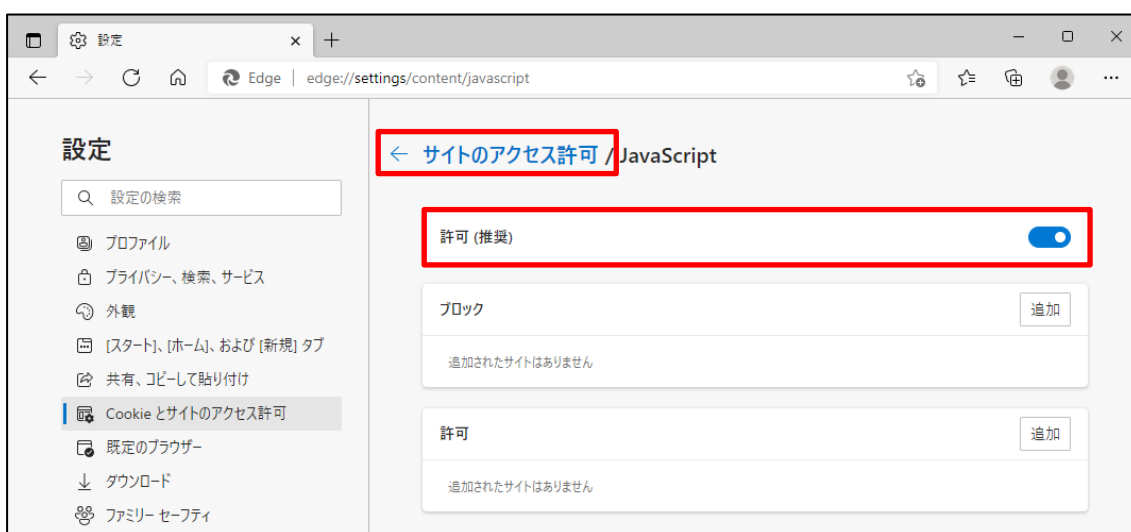 設定
Edge | edge://settings/content/javascript
設定
設定の検索
プロファイル
プライバシー、検索、サービス
外観
[スタート]、[ホーム]、および [新規] タブ
共有、コピーして貼り付け
Cookie とサイトのアクセス許可
既定のブラウザー
ダウンロード
ファミリー セーフティ
← サイトのアクセス許可 / JavaScript
許可 (推奨)
ブロック
追加
追加されたサイトはありません
許可
追加
追加されたサイトはありません